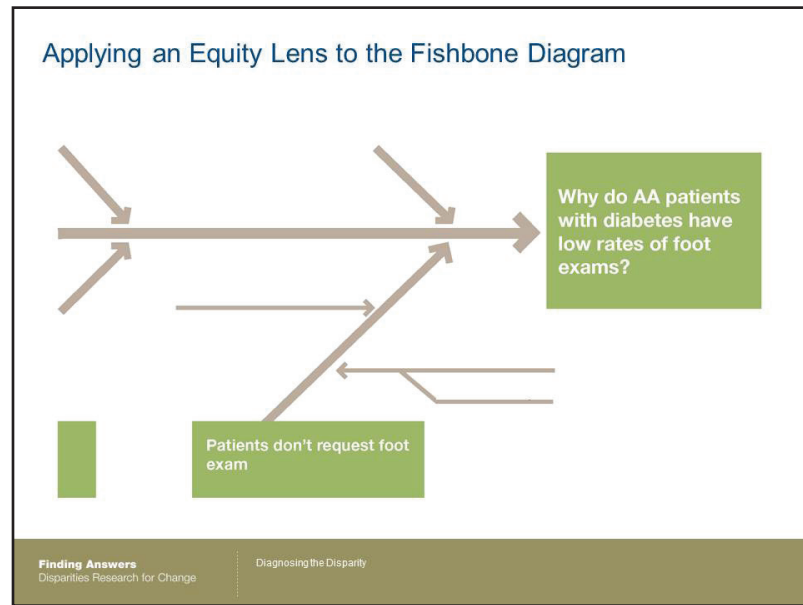 Applying an Equity Lens to the Fishbone Diagram
Why do AA patients
with diabetes have
low rates of foot
exams?
Patients don't request foot
exam
Finding Answers
Disparities Research for Change
Diagnosing the Disparity